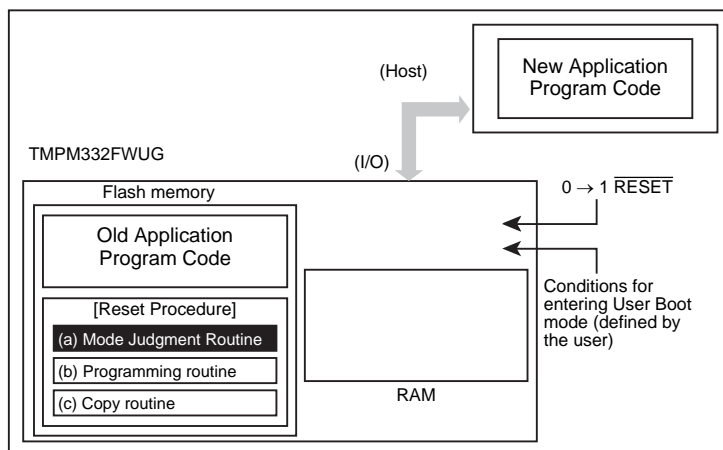 New Application
Program Code
(Host)
TMPM332FWUG
(I/O)
Flash memory
0 → 1 RESET
Old Application
Program Code
[Reset Procedure]
(a) Mode Judgment Routine
(b) Programming routine
(c) Copy routine
RAM
Conditions for
entering User Boot
mode (defined by
the user)